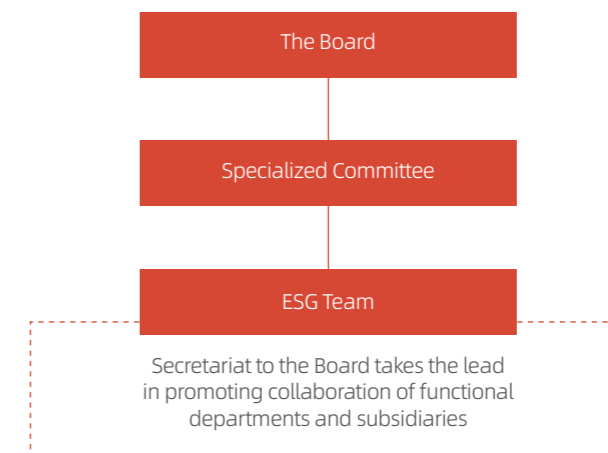 The Board
Specialized Committee
ESG Team
Secretariat to the Board takes the lead
in promoting collaboration of functional
departments and subsidiaries